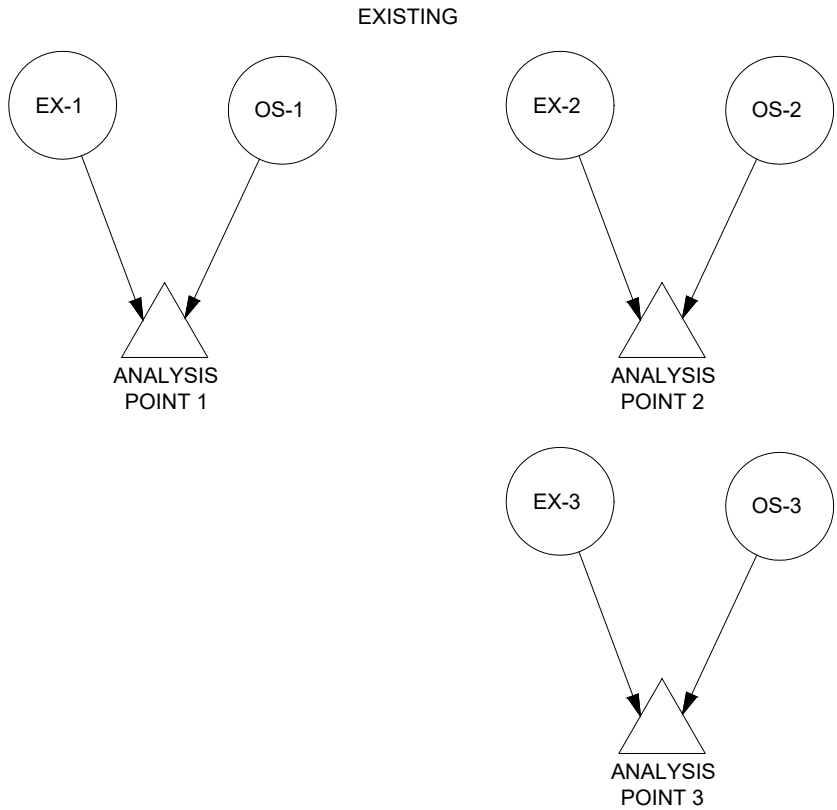 EXISTING
EX-1
OS-1
EX-2
OS-2
ANALYSIS
POINT 1
ANALYSIS
POINT 2
EX-3
OS-3
ANALYSIS
POINT 3